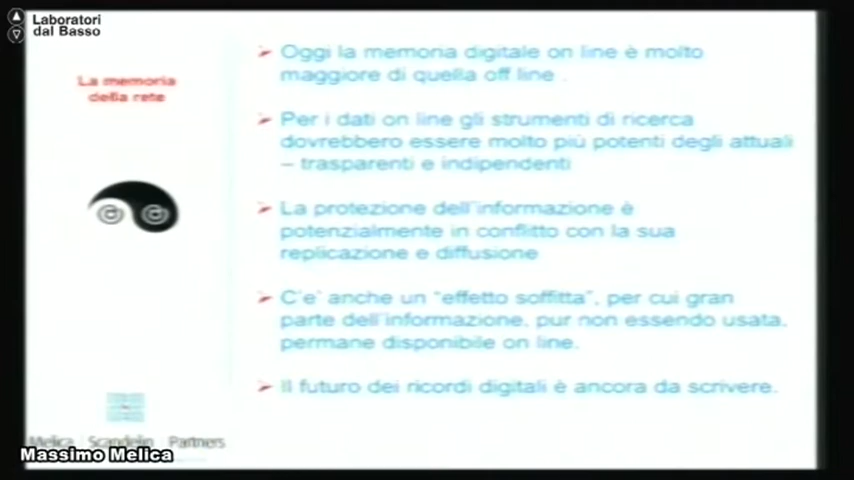 Laboratori
dal Basso
La memoria
della rete
Oggi la memoria digitale on line è molto
maggiore di quella off line .
Per i dati on line gli strumenti di ricerca
dovrebbero essere molto più potenti degli attuali
– trasparenti e indipendenti
La protezione dell'informazione è
potenzialmente in conflitto con la sua
replicazione e diffusione
C'e' anche un "effetto soffitta", per cui gran
parte dell'informazione, pur non essendo usata,
permane disponibile on line.
Il futuro dei ricordi digitali è ancora da scrivere.
Melica Scandelin Partners
Massimo Melica